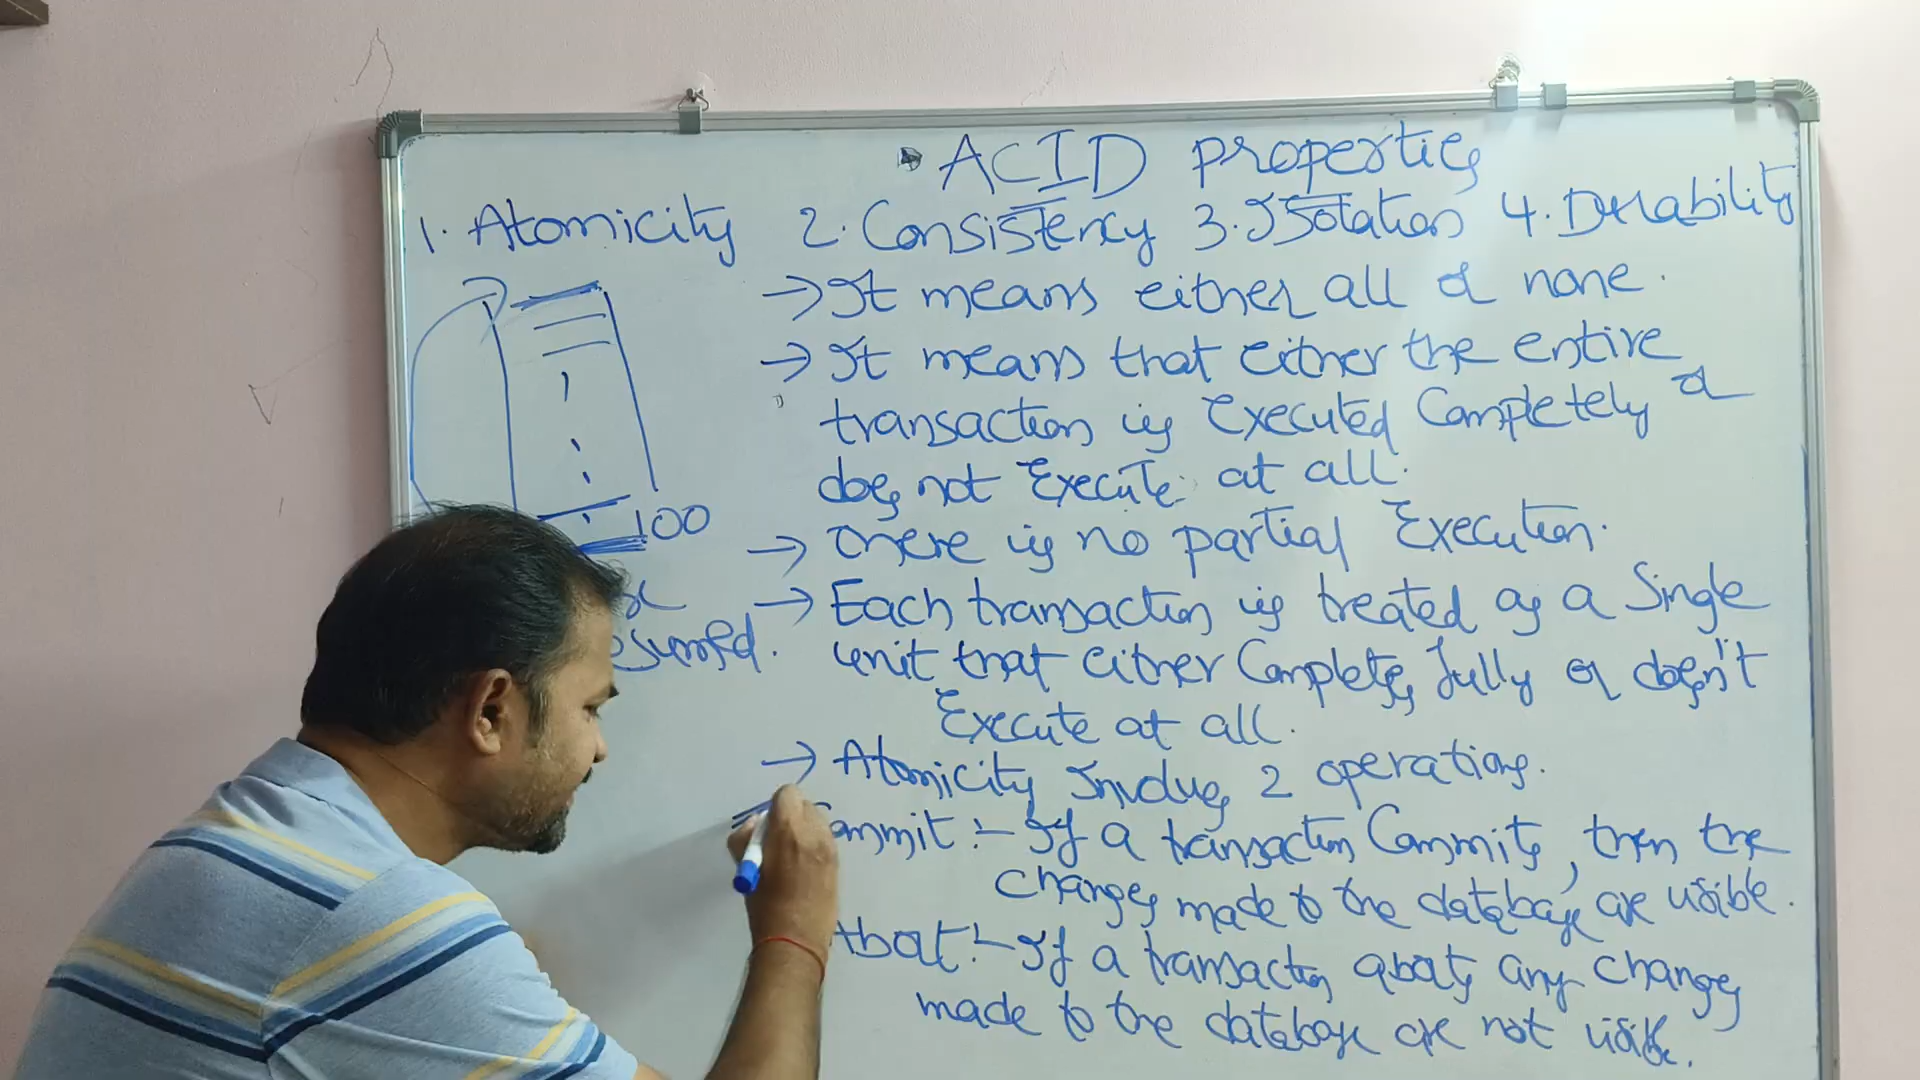 ACID properties
1. Atomicity 2. Consistency 3. Isolation 4. Durability
→ It means either all or none.
→ It means that either the entire
transaction is Executed Completely or
does not Execute at all.
100
→ There is no partial Execution.
→ Each transaction is treated as a Single
unit that either Completes fully or doesn't
Execute at all.
→ Atomicity Involves 2 operations.
ommit :- If a transaction Commits, then the
changes made to the database are visible.
Abort :- If a transaction aborts any changes
made to the database are not visible.